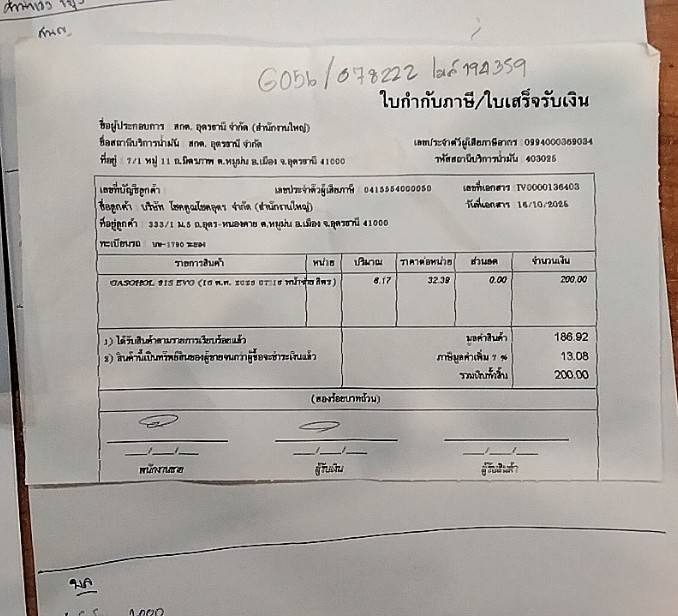 G056/078222 ไมล์ 194359
ใบกำกับภาษี/ใบเสร็จรับเงิน
ชื่อผู้ประกอบการ : สกต. อุดรธานี จำกัด (สำนักงานใหญ่)
ชื่อสถานีบริการน้ำมัน : สกต. อุดรธานี จำกัด เลขประจำตัวผู้เสียภาษีอากร : 0994000369034
ที่อยู่ : 7/1 หมู่ 11 ถ.มิตรภาพ ต.หมูม่น อ.เมือง จ.อุดรธานี 41000 รหัสสถานีบริการน้ำมัน : 403025
เลขที่บัญชีลูกค้า : เลขประจำตัวผู้เสียภาษี : 0415554000050 เลขที่เอกสาร : IV0000136403
ชื่อลูกค้า : บริษัท โชคคูณโชคอุดร จำกัด (สำนักงานใหญ่) วันที่เอกสาร : 16/10/2025
ที่อยู่ลูกค้า : 333/1 ม.5 ถ.อุดร-หนองคาย ต.หมูม่น อ.เมือง จ.อุดรธานี 41000
ทะเบียนรถ : 1790 ระยอง
รายการสินค้า หน่วย ปริมาณ ราคาต่อหน่วย ส่วนลด จำนวนเงิน
GASOHOL 91S EVO ( ลิตร ) 6.17 32.39 0.00 200.00
1) ได้รับสินค้าตามรายการเรียบร้อยแล้ว มูลค่าสินค้า 186.92
2) สินค้านี้เป็นทรัพย์สินของผู้ขายจนกว่าผู้ซื้อจะชำระเงินแล้ว ภาษีมูลค่าเพิ่ม 7 % 13.08
รวมเงินทั้งสิ้น 200.00
(สองร้อยบาทถ้วน)
__/__/__ __/__/__ __/__/__
พนักงานขาย ผู้รับเงิน ผู้รับสินค้า